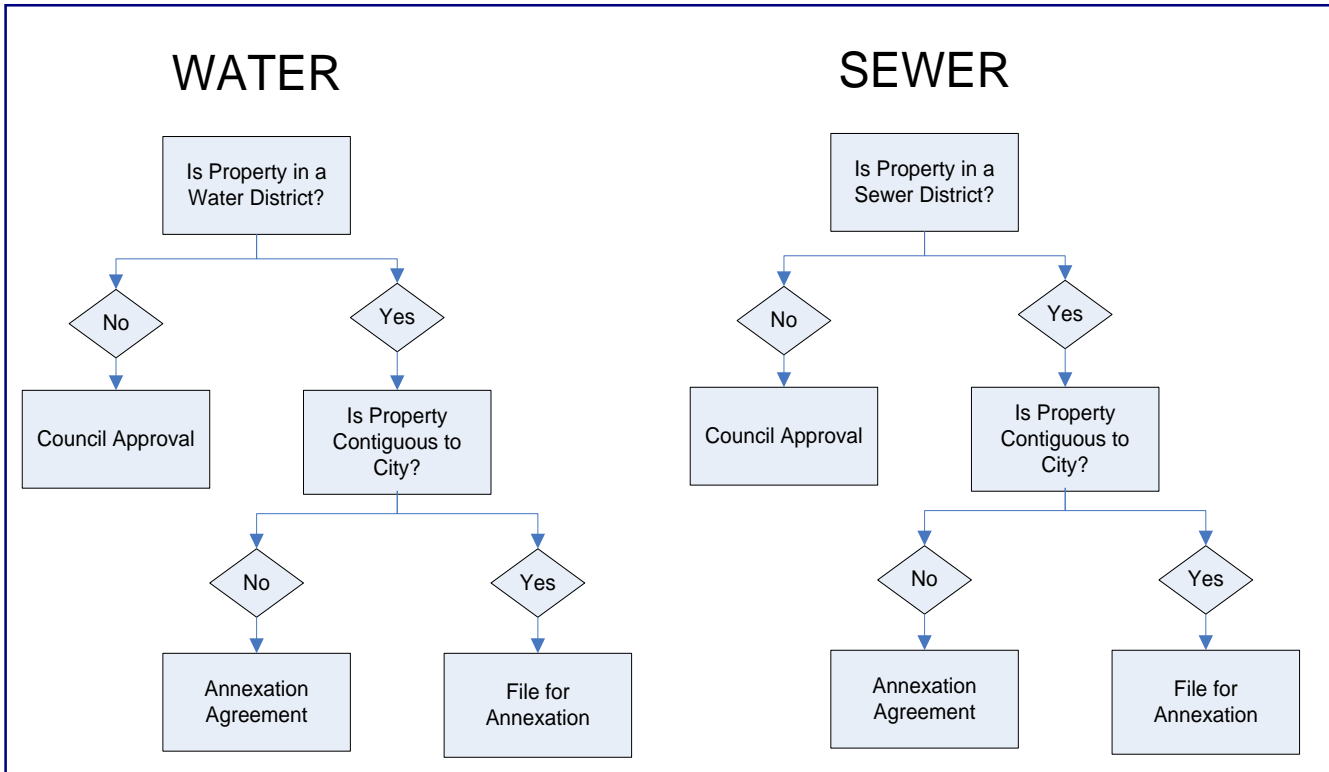 WATER
Is Property in a
Water District?
No
Yes
Council Approval
Is Property
Contiguous to
City?
No
Yes
Annexation
Agreement
File for
Annexation
SEWER
Is Property in a
Sewer District?
No
Yes
Council Approval
Is Property
Contiguous to
City?
No
Yes
Annexation
Agreement
File for
Annexation